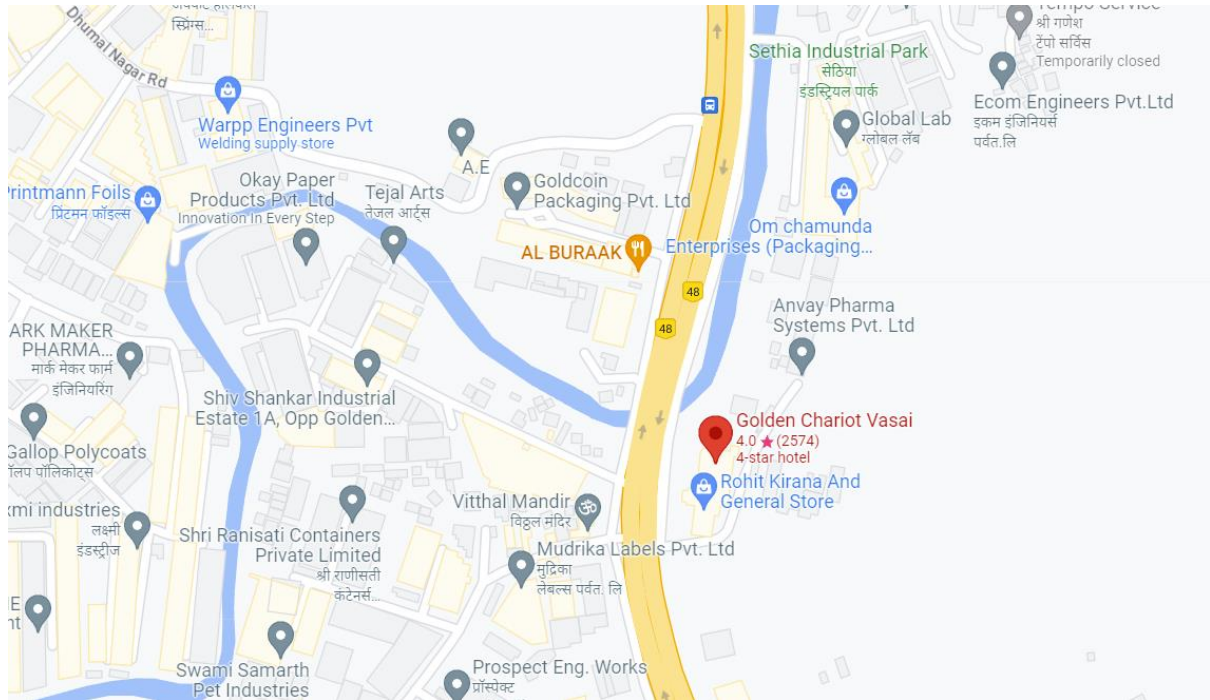 स्प्रिंग्स...
Dhumal Nagar Rd
Warpp Engineers Pvt
Welding supply store
Printmann Foils
प्रिंटमन फॉइल्स
Okay Paper
Products Pvt. Ltd
Innovation In Every Step
Tejal Arts
तेजल आर्ट्स
A.E
Goldcoin
Packaging Pvt. Ltd
AL BURAAK
Sethia Industrial Park
सेठिया
इंडस्ट्रियल पार्क
Tempo Service
श्री गणेश
टेंपो सर्विस
Temporarily closed
Ecom Engineers Pvt.Ltd
इकम इंजिनियर्स
पर्वत.लि
Global Lab
ग्लोबल लॅब
Om chamunda
Enterprises (Packaging...
48
48
Anvay Pharma
Systems Pvt. Ltd
ARK MAKER
PHARMA...
मार्क मेकर फार्म
इंजिनियरिंग
Shiv Shankar Industrial
Estate 1A, Opp Golden...
Golden Chariot Vasai
4.0 ★ (2574)
4-star hotel
Rohit Kirana And
General Store
Gallop Polycoats
गॅलप पॉलिकोट्स
xmi industries
लक्ष्मी
इंडस्ट्रीज
Vitthal Mandir
विठ्ठल मंदिर
Shri Ranisati Containers
Private Limited
श्री राणीसती
कंटेनर्स...
Mudrika Labels Pvt. Ltd
मुद्रिका
लेबल्स पर्वत. लि
E
nt
Swami Samarth
Pet Industries
Prospect Eng. Works
प्रॉस्पेक्ट